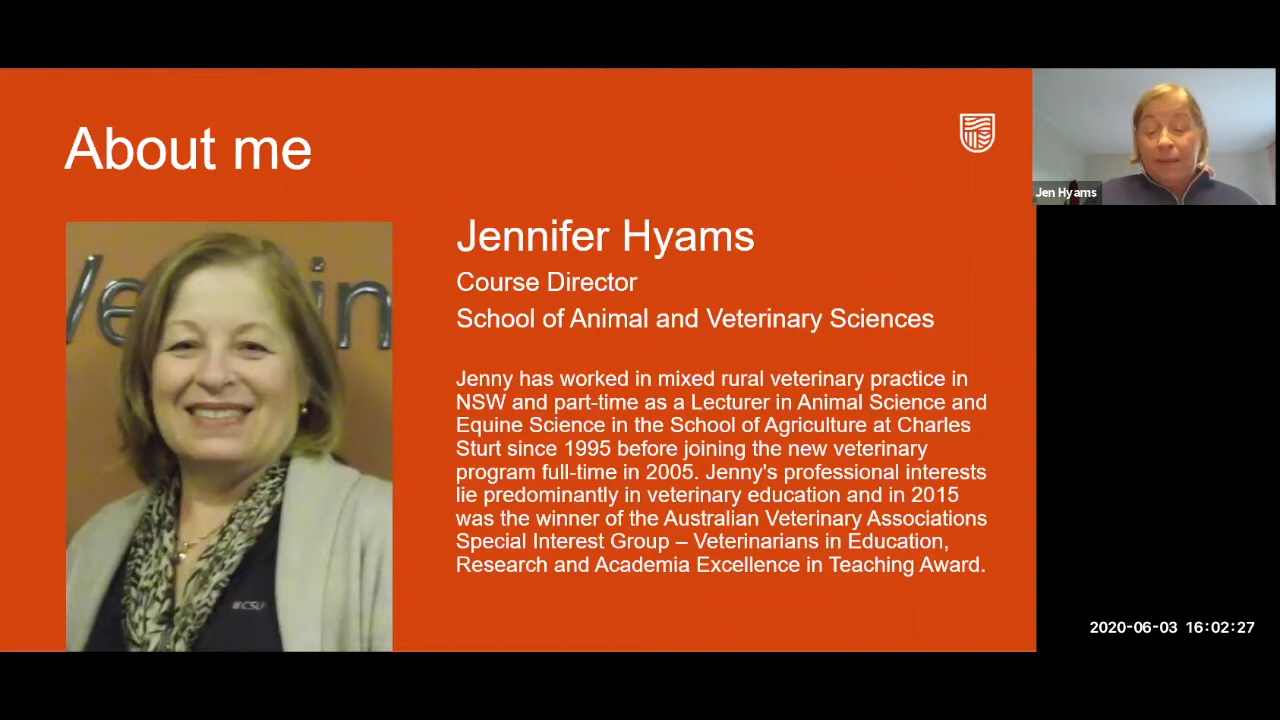 About me
Jen Hyams
Jennifer Hyams
Course Director
School of Animal and Veterinary Sciences
Jenny has worked in mixed rural veterinary practice in
NSW and part-time as a Lecturer in Animal Science and
Equine Science in the School of Agriculture at Charles
Sturt since 1995 before joining the new veterinary
program full-time in 2005. Jenny's professional interests
lie predominantly in veterinary education and in 2015
was the winner of the Australian Veterinary Associations
Special Interest Group – Veterinarians in Education,
Research and Academia Excellence in Teaching Award.
Ve
in
CSU
2020-06-03 16:02:27